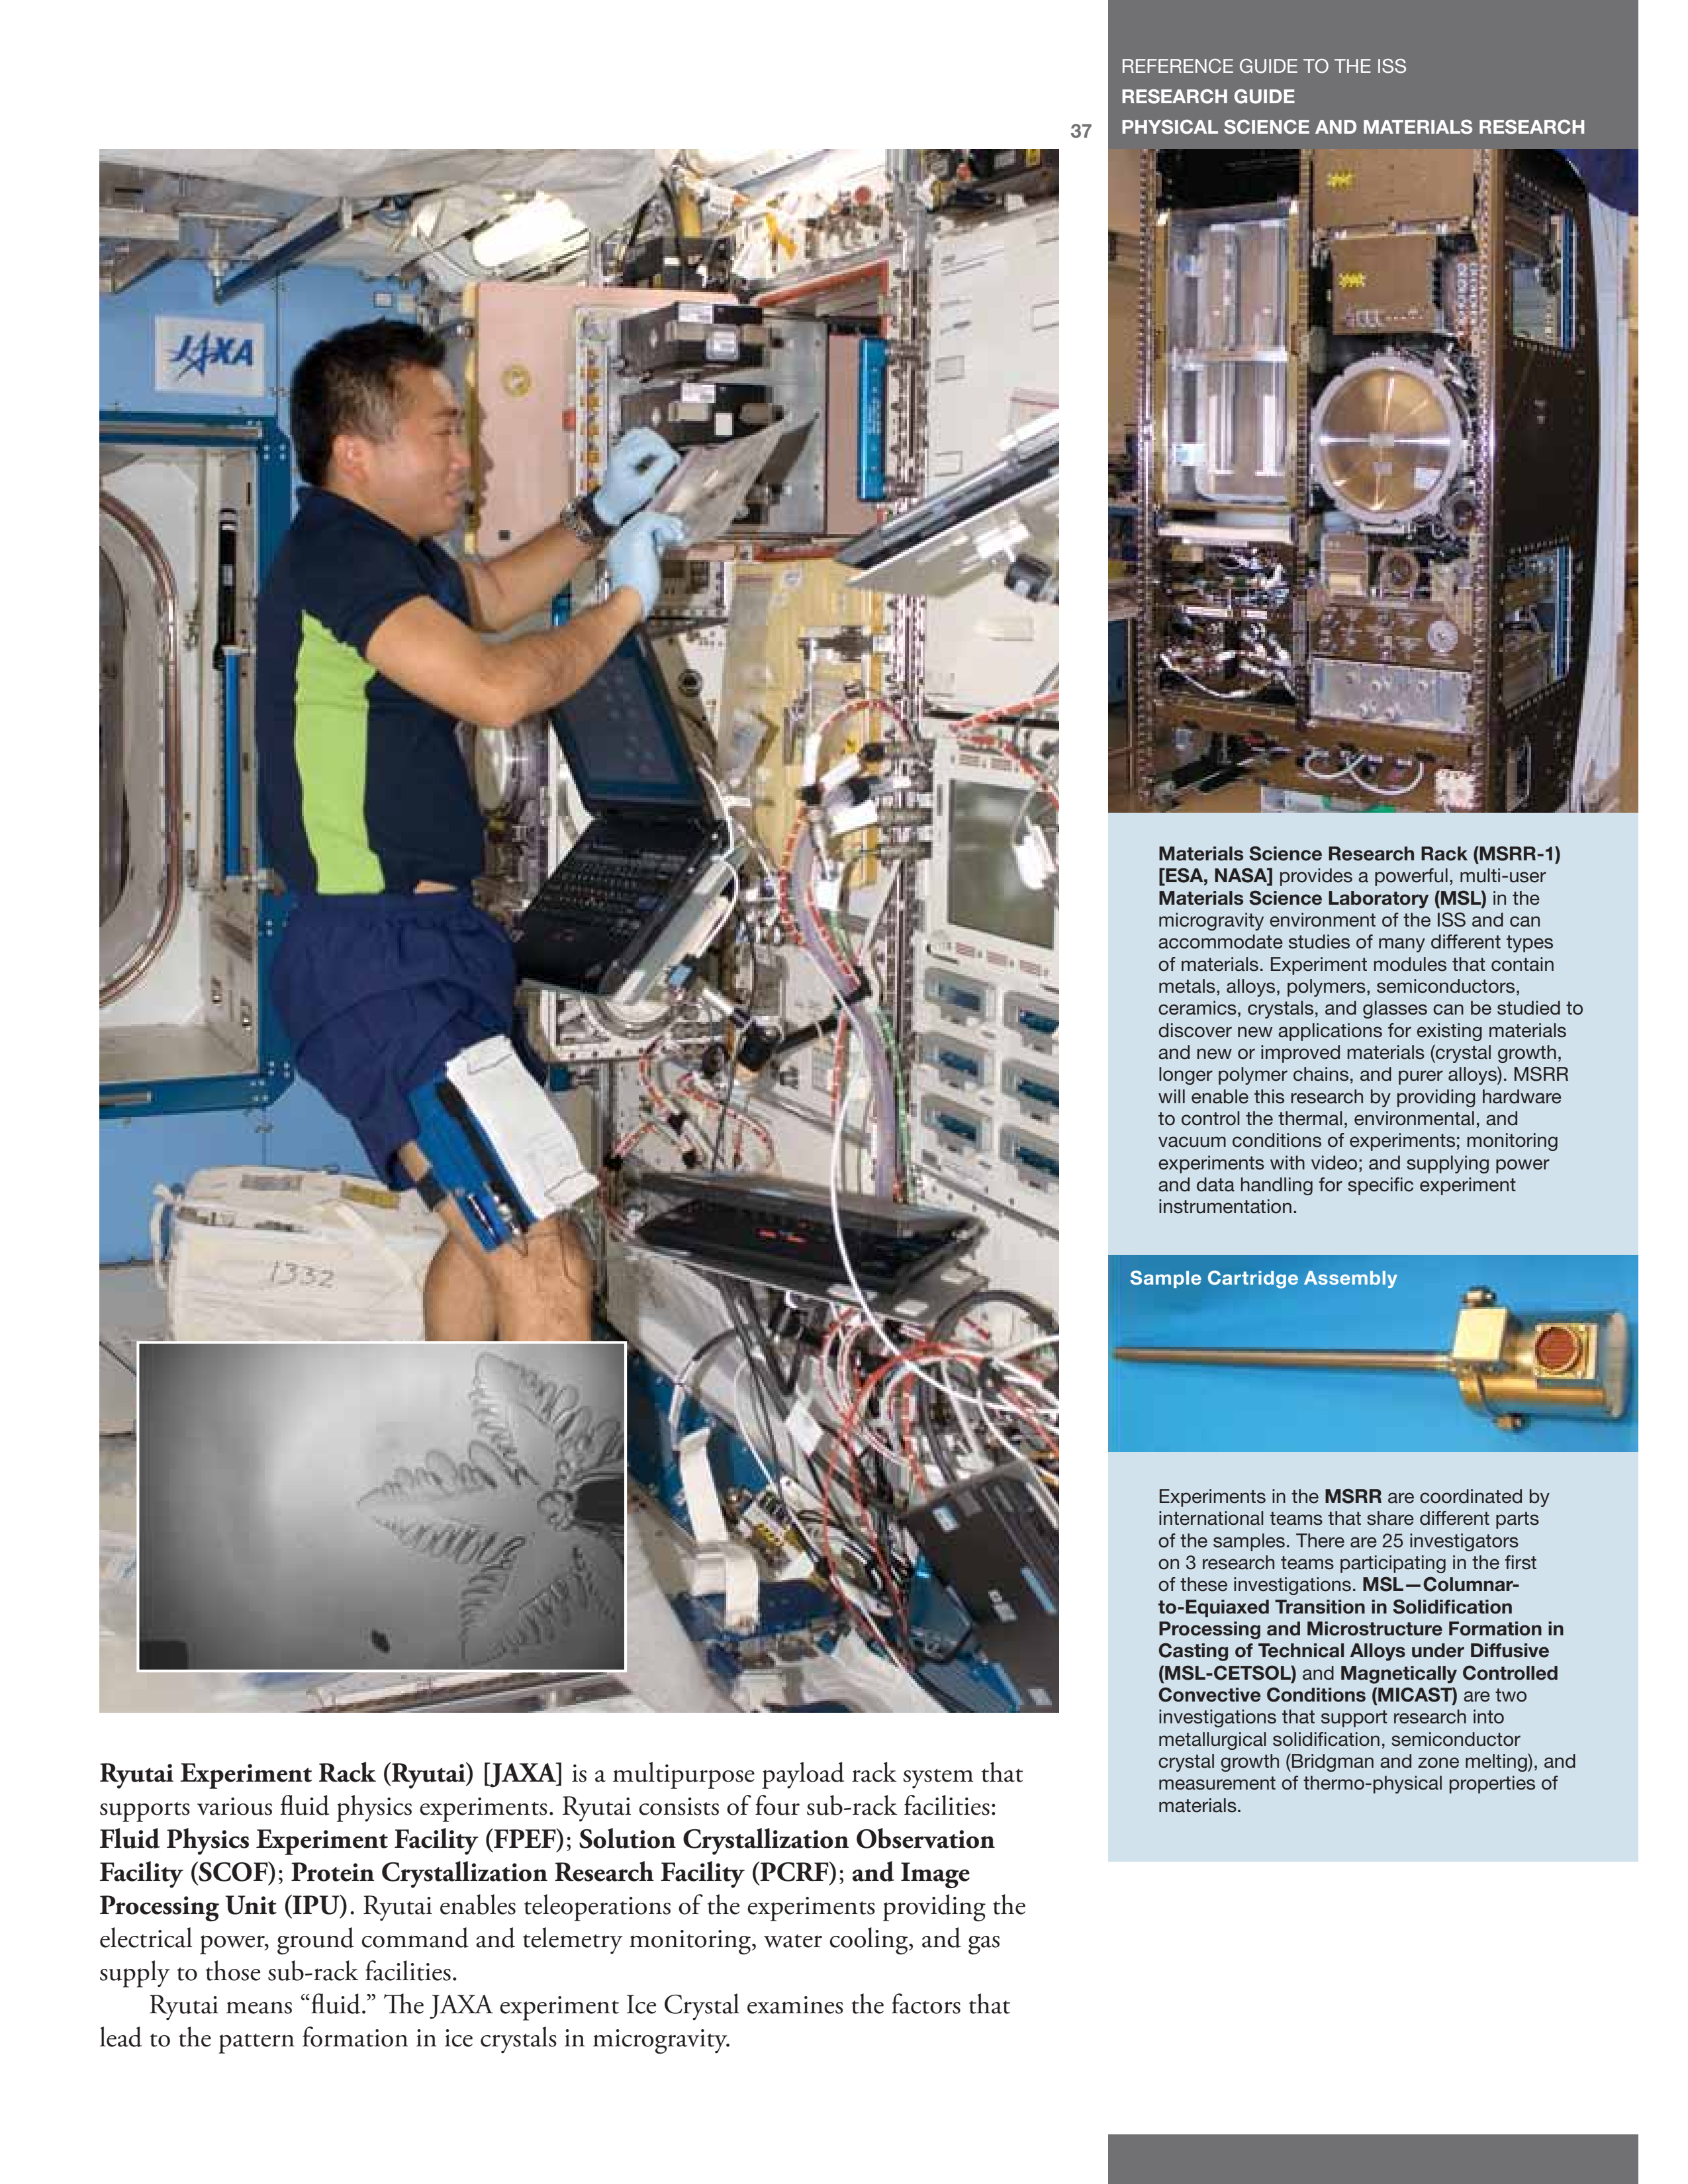 REFERENCE GUIDE TO THE ISS
RESEARCH GUIDE
PHYSICAL SCIENCE AND MATERIALS RESEARCH
37
JAXA
1332
Ryutai Experiment Rack (Ryutai) [JAXA] is a multipurpose payload rack system that
supports various fluid physics experiments. Ryutai consists of four sub-rack facilities:
Fluid Physics Experiment Facility (FPEF); Solution Crystallization Observation
Facility (SCOF); Protein Crystallization Research Facility (PCRF); and Image
Processing Unit (IPU). Ryutai enables teleoperations of the experiments providing the
electrical power, ground command and telemetry monitoring, water cooling, and gas
supply to those sub-rack facilities.
Ryutai means “fluid.” The JAXA experiment Ice Crystal examines the factors that
lead to the pattern formation in ice crystals in microgravity.
Materials Science Research Rack (MSRR-1)
[ESA, NASA] provides a powerful, multi-user
Materials Science Laboratory (MSL) in the
microgravity environment of the ISS and can
accommodate studies of many different types
of materials. Experiment modules that contain
metals, alloys, polymers, semiconductors,
ceramics, crystals, and glasses can be studied to
discover new applications for existing materials
and new or improved materials (crystal growth,
longer polymer chains, and purer alloys). MSRR
will enable this research by providing hardware
to control the thermal, environmental, and
vacuum conditions of experiments; monitoring
experiments with video; and supplying power
and data handling for specific experiment
instrumentation.
Sample Cartridge Assembly
Experiments in the MSRR are coordinated by
international teams that share different parts
of the samples. There are 25 investigators
on 3 research teams participating in the first
of these investigations. MSL—Columnar-
to-Equiaxed Transition in Solidification
Processing and Microstructure Formation in
Casting of Technical Alloys under Diffusive
(MSL-CETSOL) and Magnetically Controlled
Convective Conditions (MICAST) are two
investigations that support research into
metallurgical solidification, semiconductor
crystal growth (Bridgman and zone melting), and
measurement of thermo-physical properties of
materials.